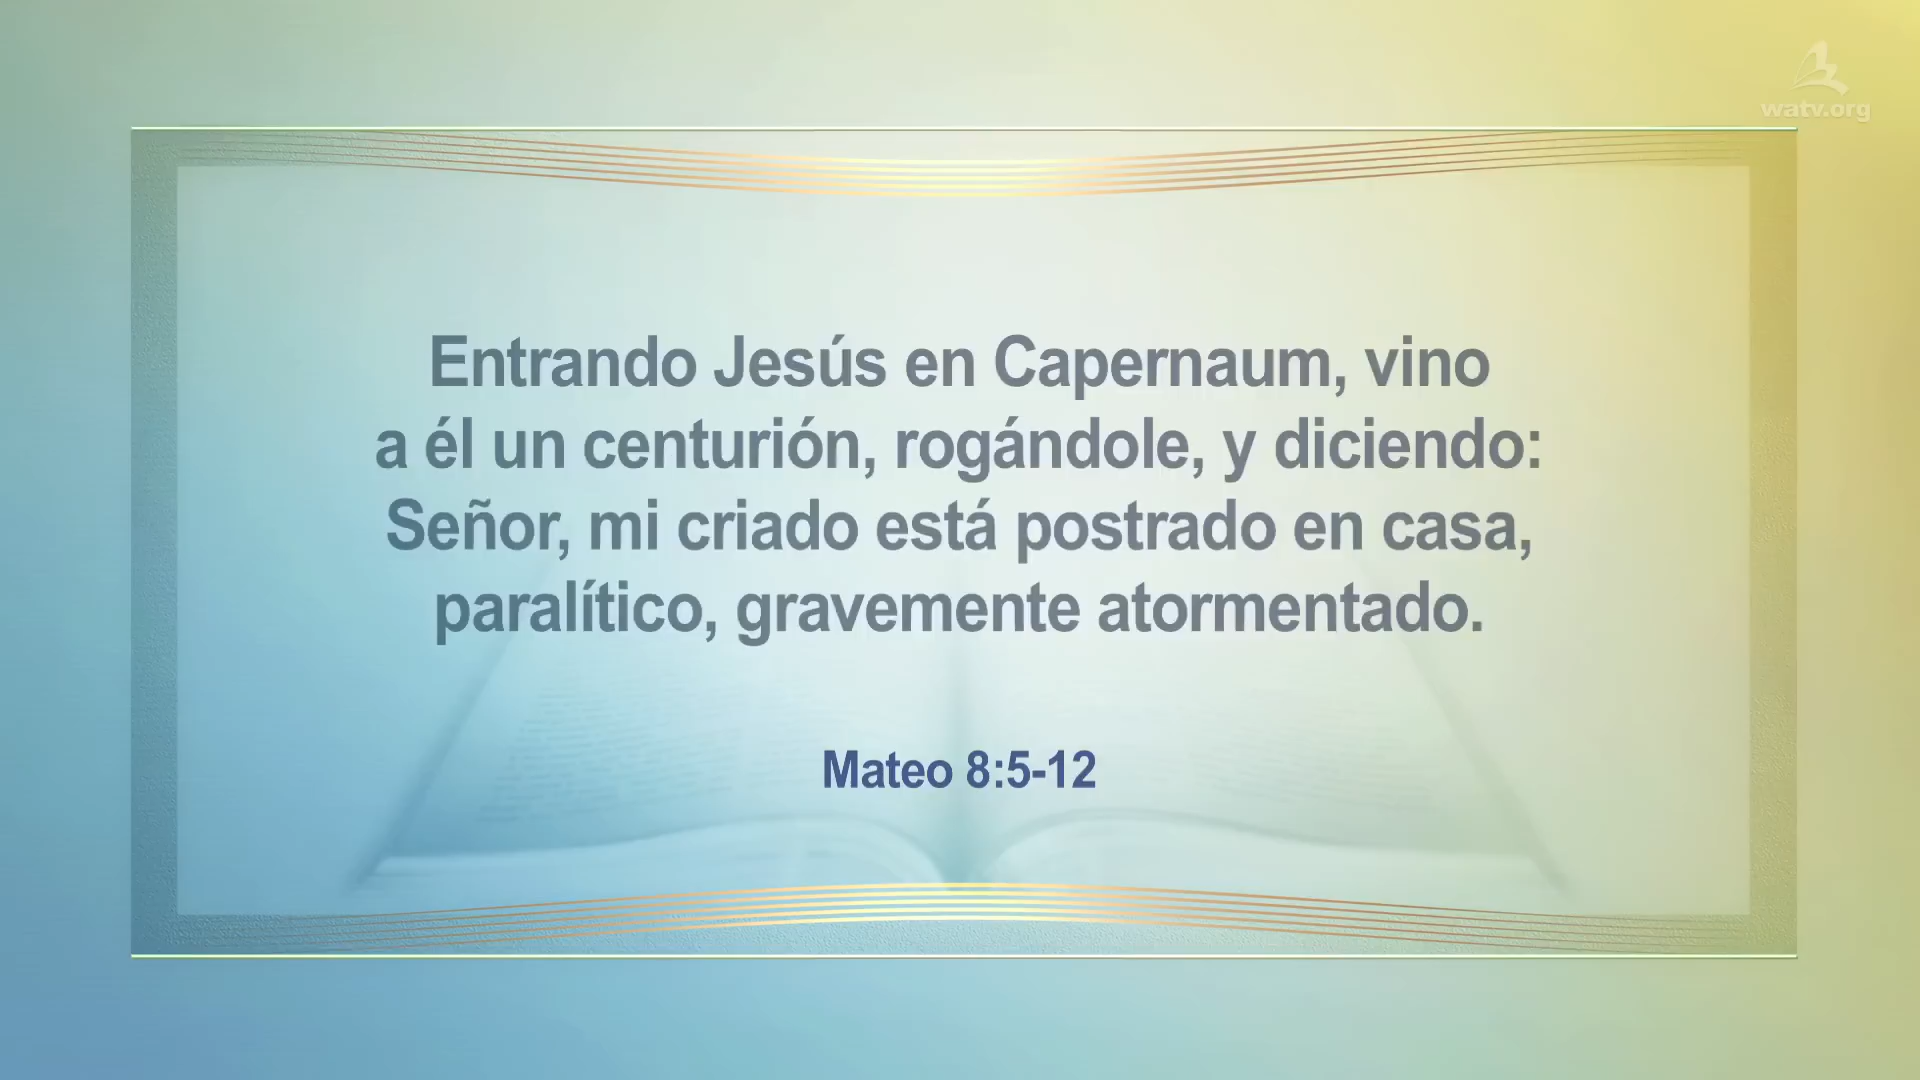 watv.org
Entrando Jesús en Capernaum, vino
a él un centurión, rogándole, y diciendo:
Señor, mi criado está postrado en casa,
paralítico, gravemente atormentado.
Mateo 8:5-12